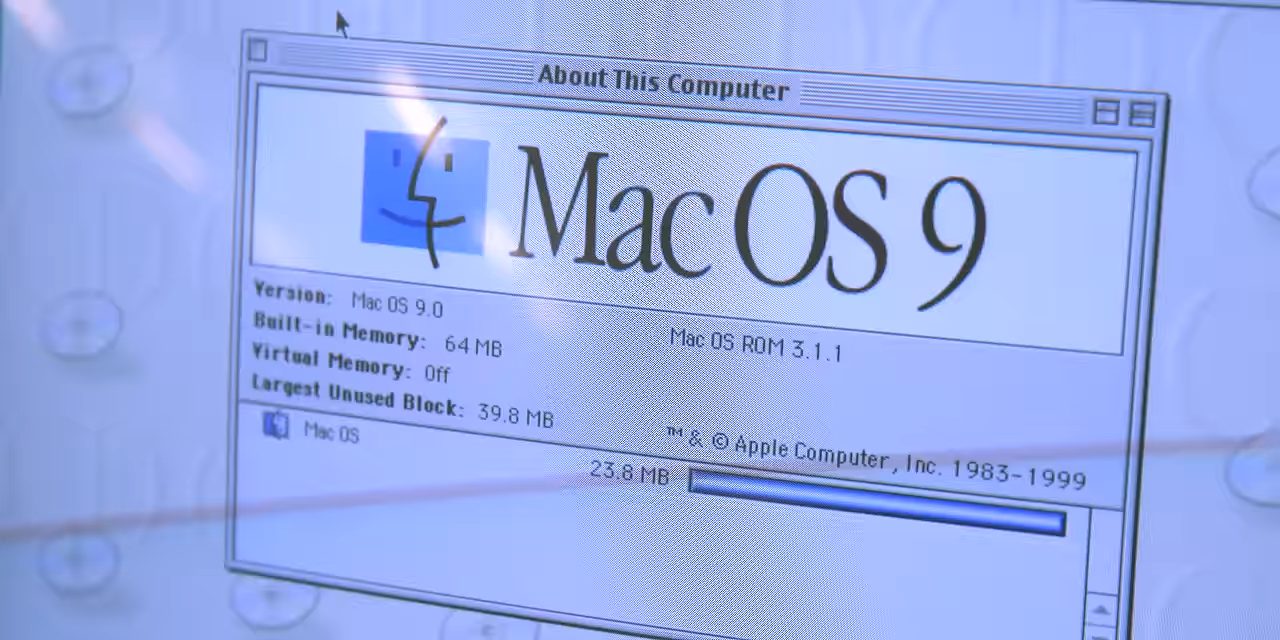 About This Computer
Mac OS 9
Version: Mac OS 9.0
Mac OS ROM 3.1.1
Built-in Memory: 64 MB
Virtual Memory: Off
Largest Unused Block: 39.8 MB
™ & © Apple Computer, Inc. 1983-1999
Mac OS 23.8 MB